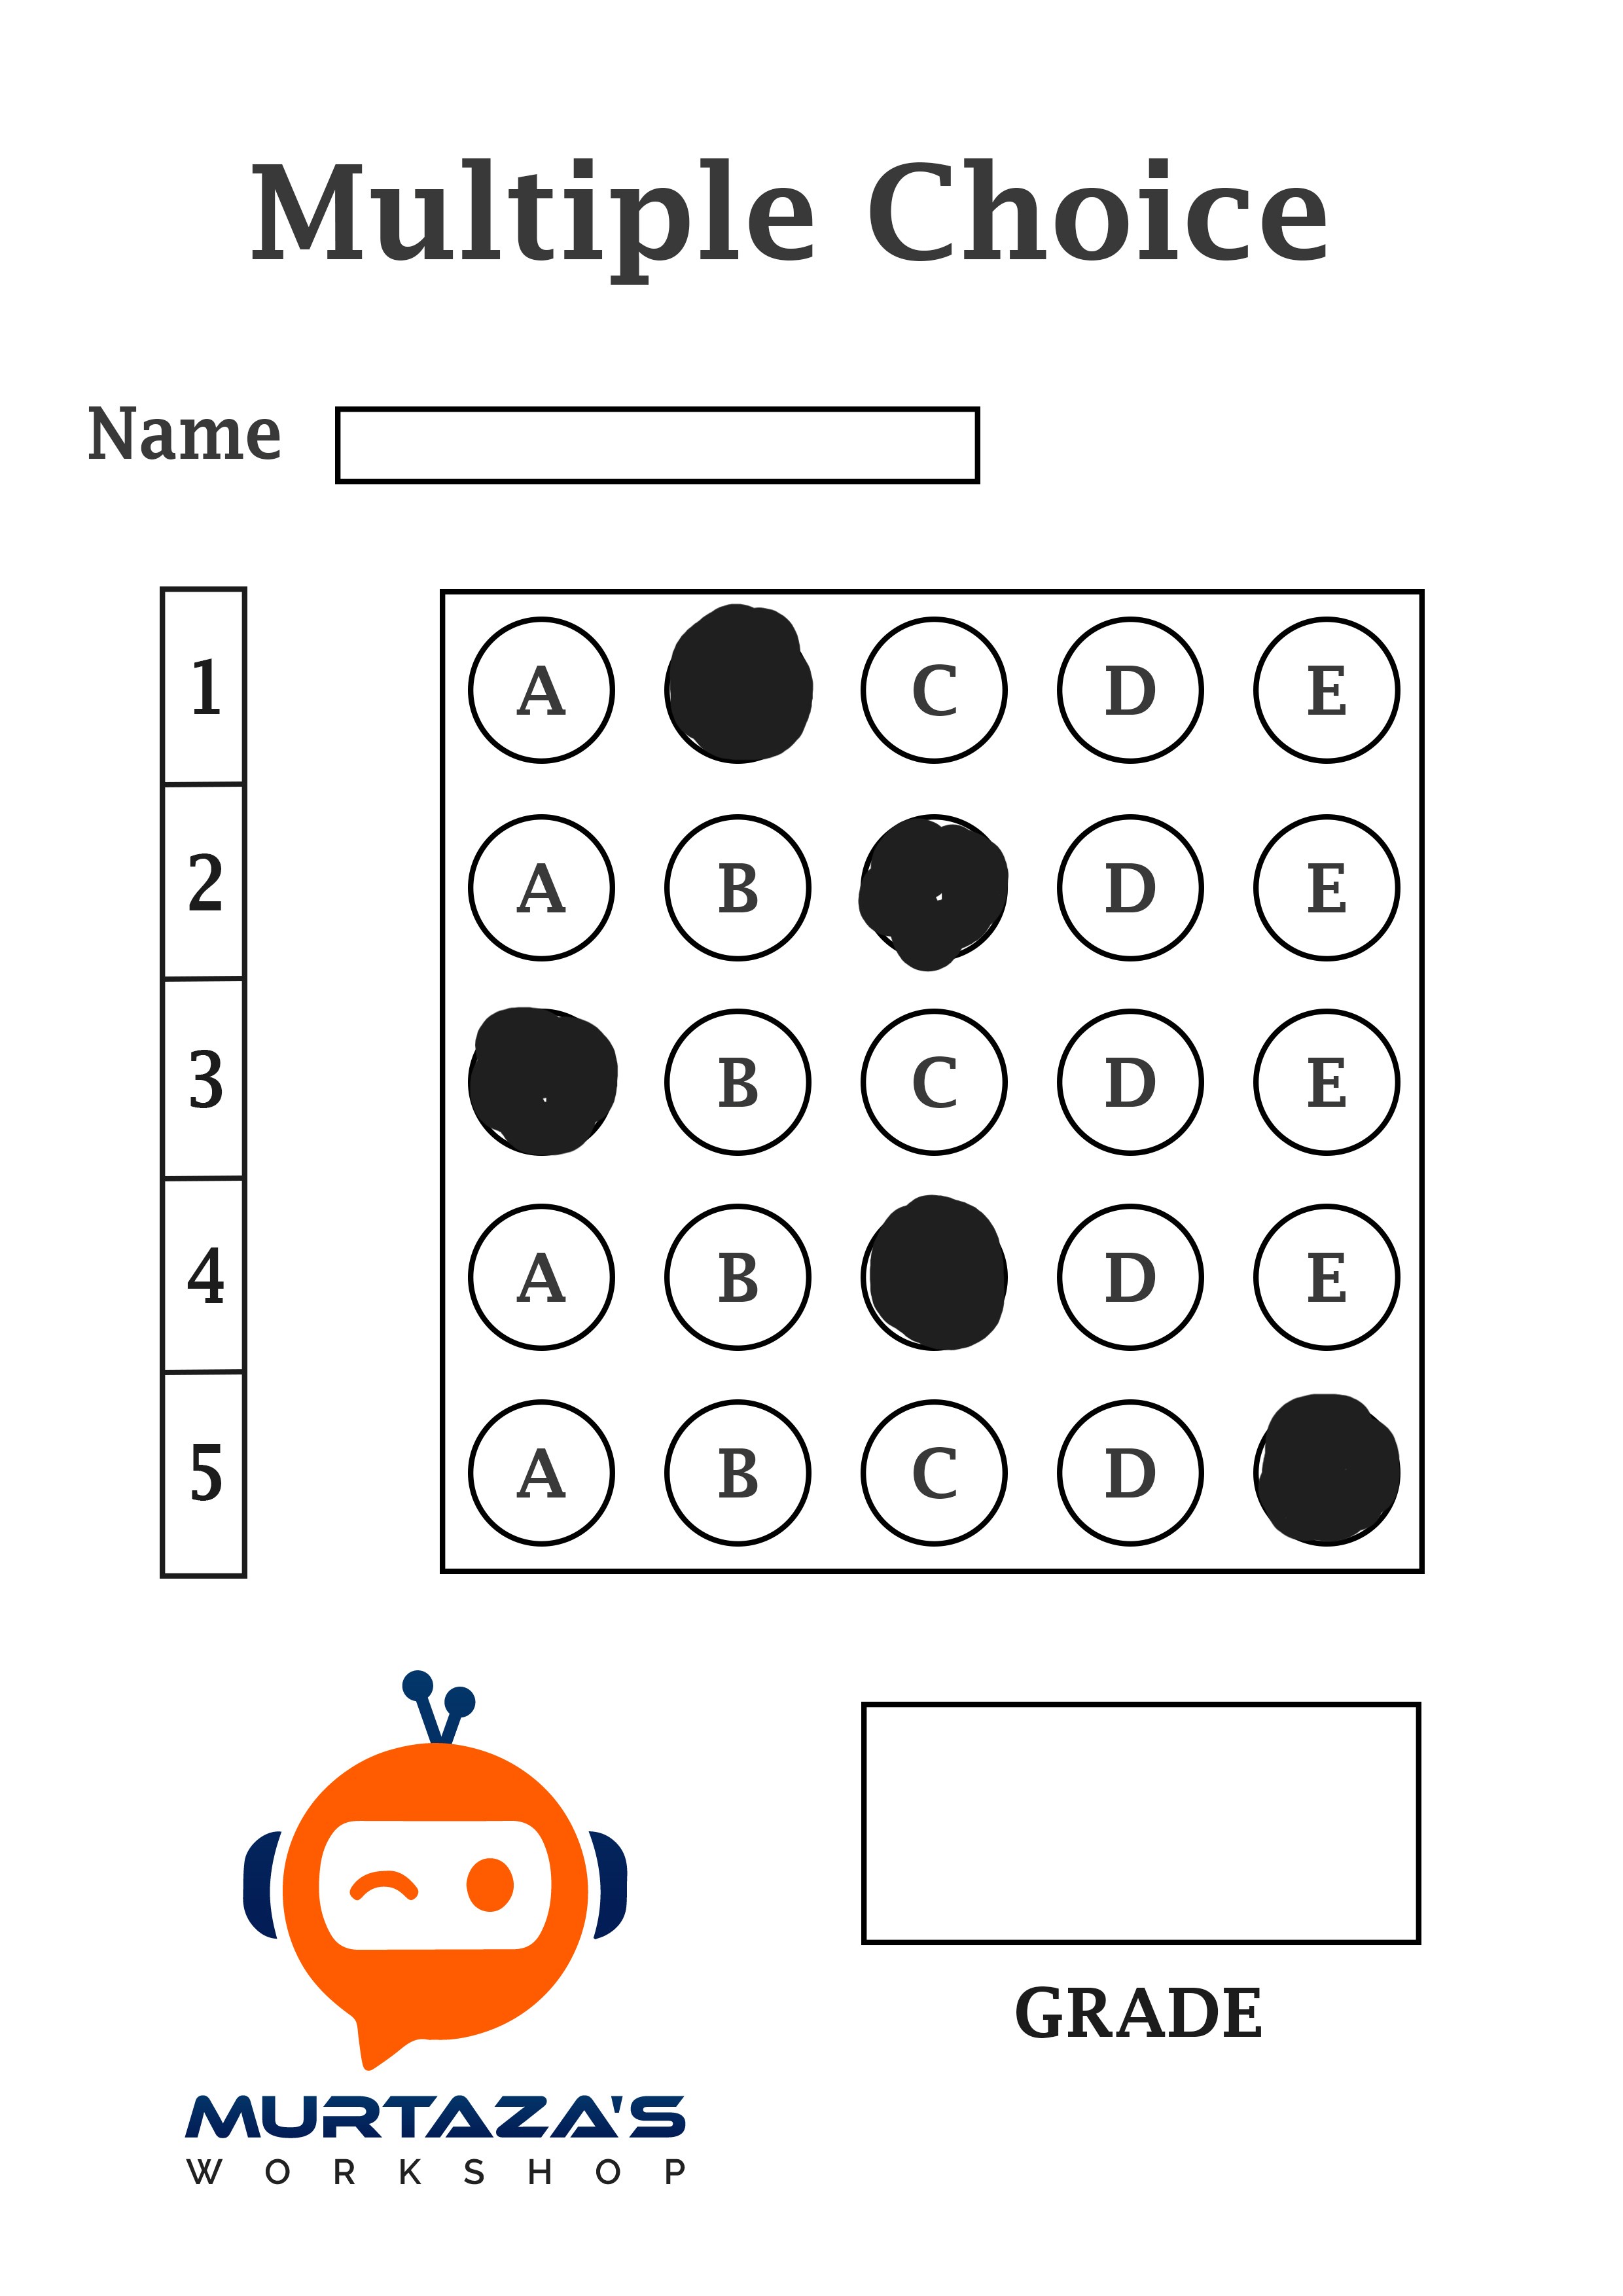 Multiple Choice
Name
1 A C D E
2 A B D E
3 B C D E
4 A B D E
5 A B C D
GRADE
MURTAZA'S
WORKSHOP